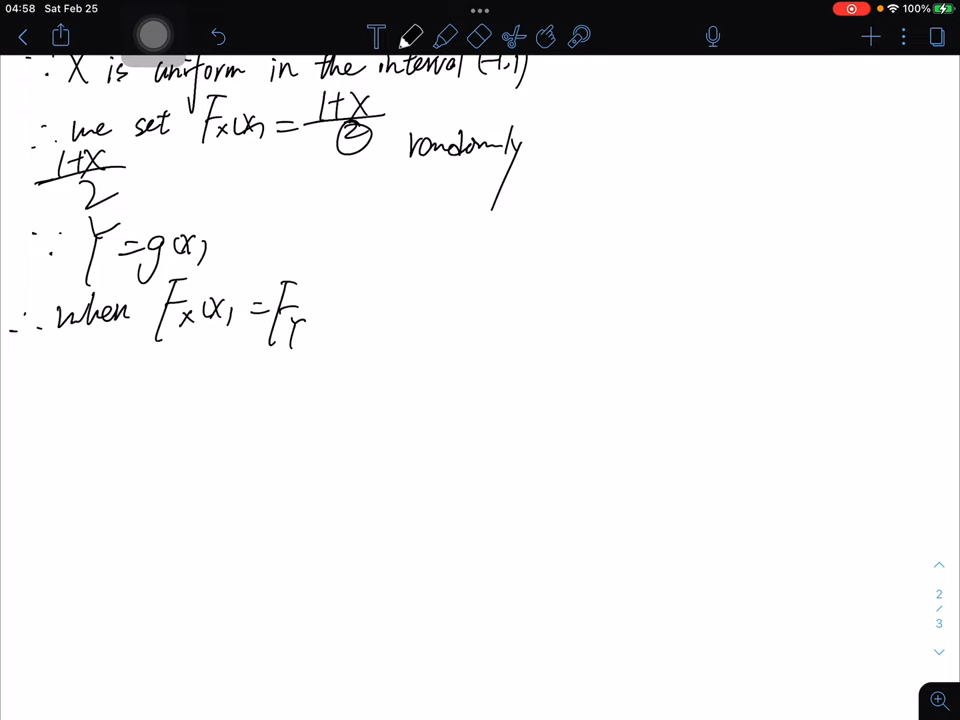 04:58 Sat Feb 25
100%
∵ X is uniform in the interval (-1,1)
∴ we set Fx(x) = 1+X / 2 randomly
1+X / 2
∵ Y = g(x)
∴ when Fx(x) = FY
2
/
3